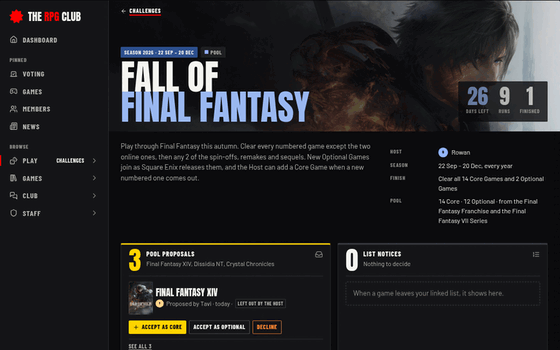 THE RPG CLUB
DASHBOARD
PINNED
VOTING
GAMES
MEMBERS
NEWS
BROWSE
PLAY CHALLENGES
GAMES
CLUB
STAFF
CHALLENGES
SEASON 2026 · 22 SEP – 20 DEC
POOL
FALL OF
FINAL FANTASY
26 9 1
DAYS LEFT RUNS FINISHED
Play through Final Fantasy this autumn. Clear every numbered game except the two
online ones, then any 2 of the spin-offs, remakes and sequels. New Optional Games
join as Square Enix releases them, and the Host can add a Core Game when a new
numbered one comes out.
HOST Rowan
SEASON 22 Sep – 20 Dec, every year
FINISH Clear all 14 Core Games and 2 Optional
Games
POOL 14 Core · 12 Optional · from the Final
Fantasy Franchise and the Final
Fantasy VII Series
3 POOL PROPOSALS
Final Fantasy XIV, Dissidia NT, Crystal Chronicles
FINAL FANTASY XIV
Proposed by Tavi · today · LEFT OUT BY THE HOST
+ ACCEPT AS CORE
ACCEPT AS OPTIONAL
DECLINE
SEE ALL 3
0 LIST NOTICES
Nothing to decide
When a game leaves your linked list, it shows here.